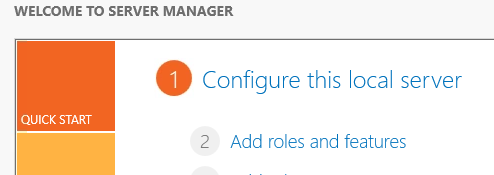 WELCOME TO SERVER MANAGER
1 Configure this local server
QUICK START
2 Add roles and features